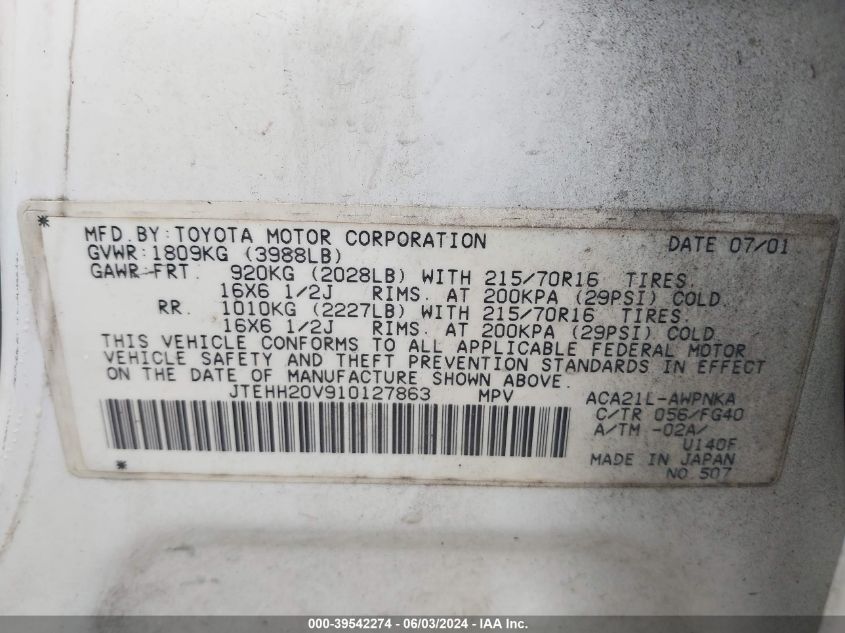 MFD. BY: TOYOTA MOTOR CORPORATION DATE 07/01
GVWR: 1809KG (3988LB)
GAWR FRT. 920KG (2028LB) WITH 215/70R16 TIRES.
16X6 1/2J RIMS. AT 200KPA (29PSI) COLD.
RR. 1010KG (2227LB) WITH 215/70R16 TIRES.
16X6 1/2J RIMS. AT 200KPA (29PSI) COLD.
THIS VEHICLE CONFORMS TO ALL APPLICABLE FEDERAL MOTOR
VEHICLE SAFETY AND THEFT PREVENTION STANDARDS IN EFFECT
ON THE DATE OF MANUFACTURE SHOWN ABOVE.
JTEHH20V910127863 MPV ACA21L-AWPNKA
C/TR 056/FG40
A/TM -02A/
U140F
MADE IN JAPAN
NO. 507
000-39542274 - 06/03/2024 - IAA Inc.